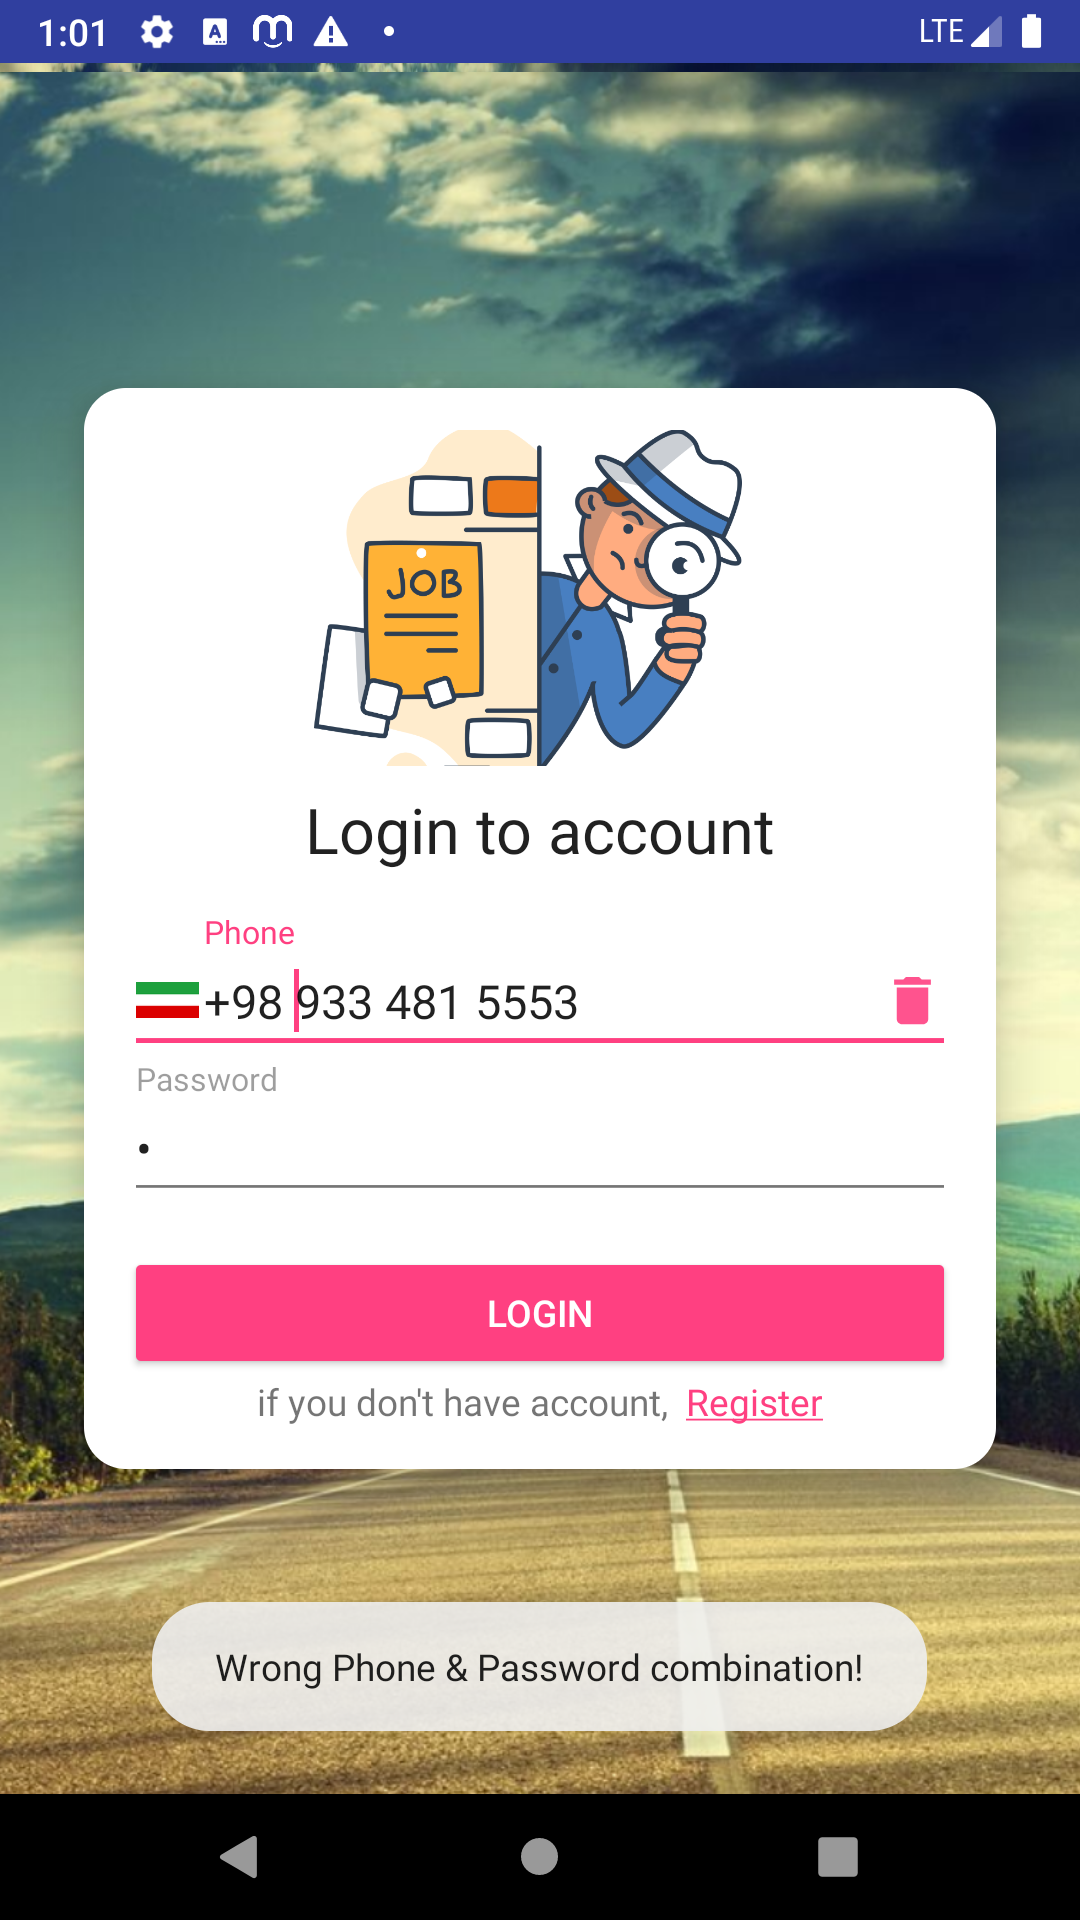 1:01
LTE
JOB
Login to account
Phone
+98 933 481 5553
Password
•
LOGIN
if you don't have account, Register
Wrong Phone & Password combination!